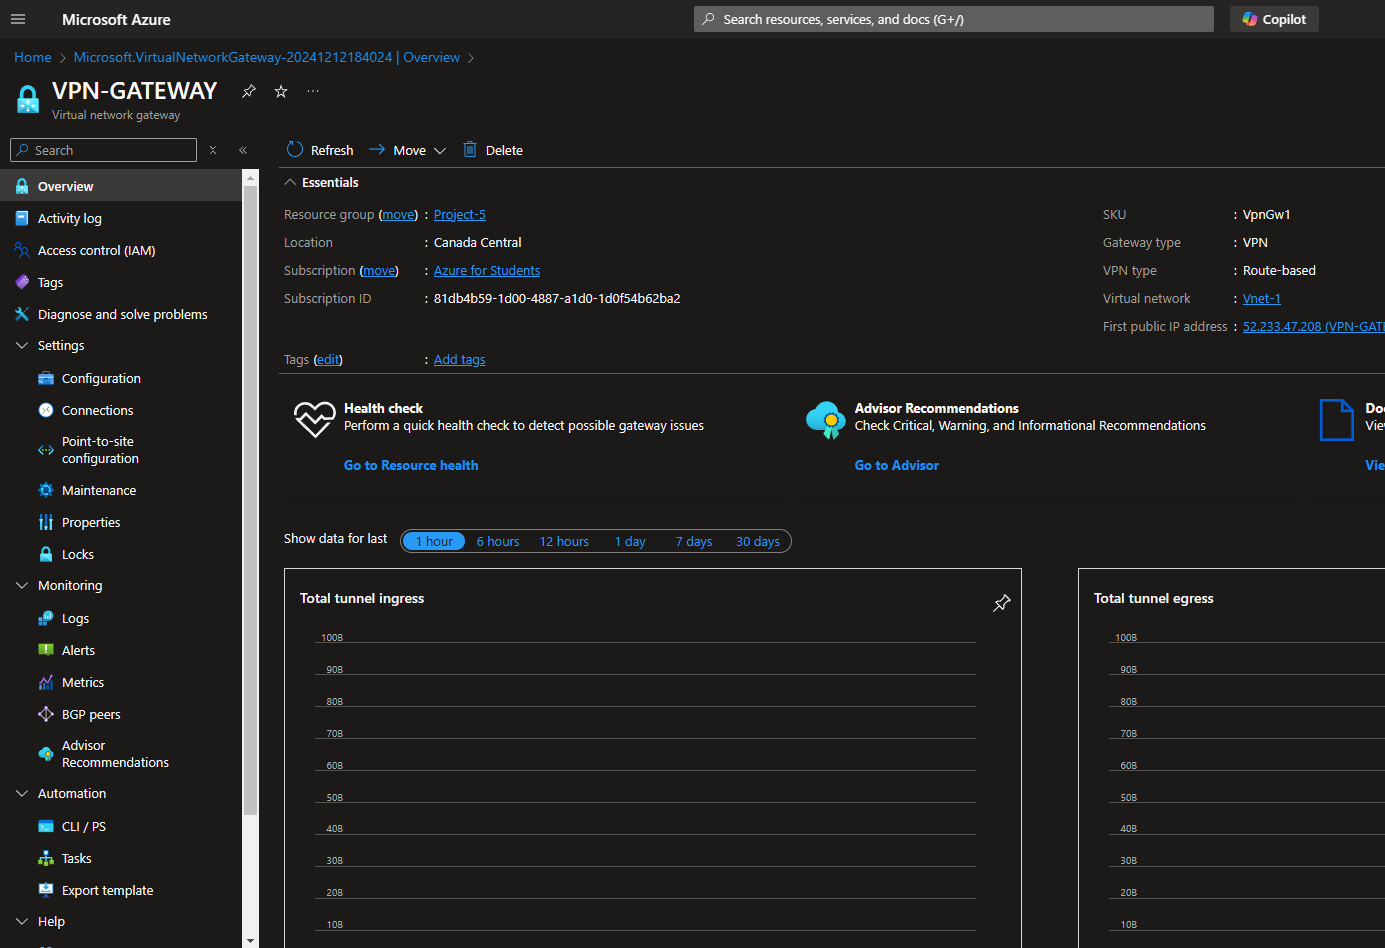 Microsoft Azure
Search resources, services, and docs (G+/)
Copilot
Home > Microsoft.VirtualNetworkGateway-20241212184024 | Overview >
VPN-GATEWAY
Virtual network gateway
Search
Refresh
Move
Delete
Overview
Activity log
Access control (IAM)
Tags
Diagnose and solve problems
Settings
Configuration
Connections
Point-to-site
configuration
Maintenance
Properties
Locks
Monitoring
Logs
Alerts
Metrics
BGP peers
Advisor
Recommendations
Automation
CLI / PS
Tasks
Export template
Help
Essentials
Resource group (move) : Project-5
Location : Canada Central
Subscription (move) : Azure for Students
Subscription ID : 81db4b59-1d00-4887-a1d0-1d0f54b62ba2
Tags (edit) : Add tags
SKU : VpnGw1
Gateway type : VPN
VPN type : Route-based
Virtual network : Vnet-1
First public IP address : 52.233.47.208 (VPN-GATE
Health check
Perform a quick health check to detect possible gateway issues
Go to Resource health
Advisor Recommendations
Check Critical, Warning, and Informational Recommendations
Go to Advisor
Doc
View
Vie
Show data for last
1 hour
6 hours
12 hours
1 day
7 days
30 days
Total tunnel ingress
100B
90B
80B
70B
60B
50B
40B
30B
20B
10B
Total tunnel egress
100B
90B
80B
70B
60B
50B
40B
30B
20B
10B